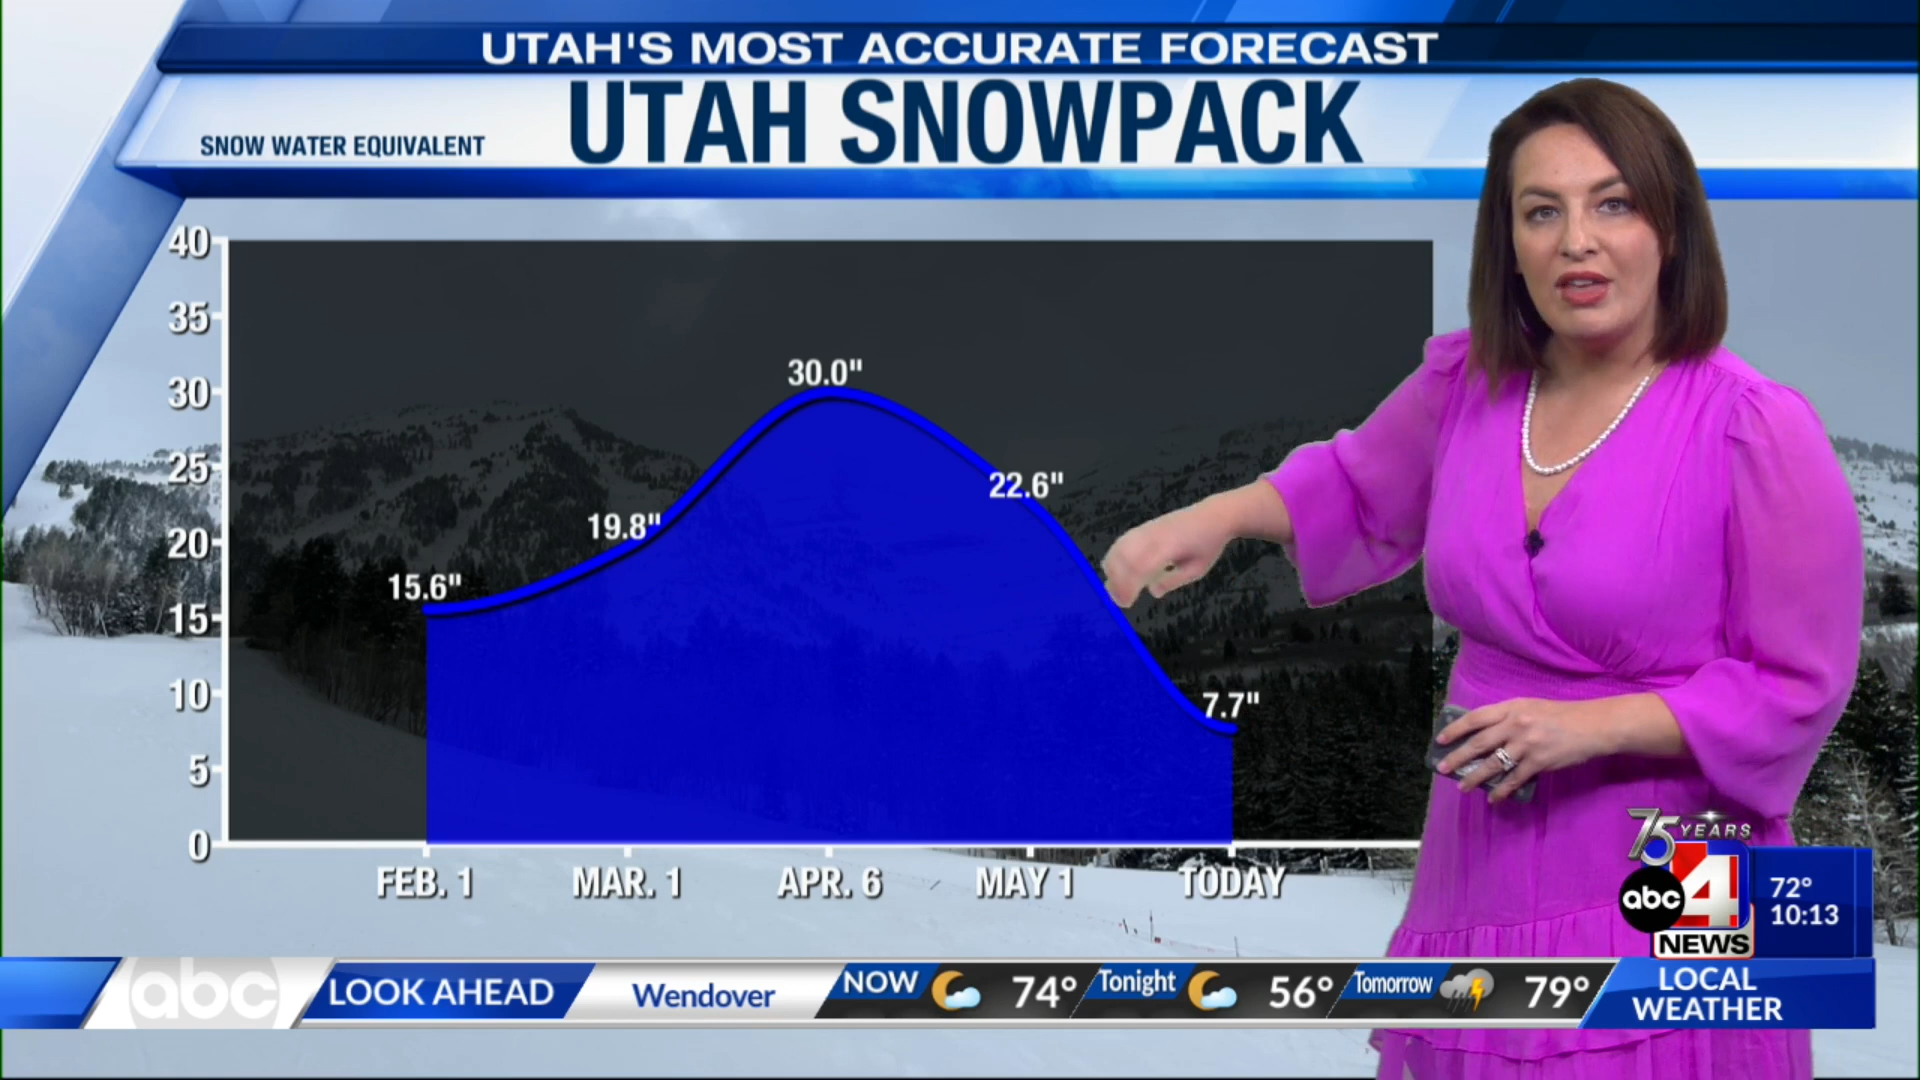 UTAH'S MOST ACCURATE FORECAST
UTAH SNOWPACK
SNOW WATER EQUIVALENT
40
35
30
25
20
15
10
5
0
15.6"
19.8"
30.0"
22.6"
7.7"
FEB. 1
MAR. 1
APR. 6
MAY 1
TODAY
75 YEARS
abc 4
NEWS
72°
10:13
abc
LOOK AHEAD
Wendover
NOW 74°
Tonight 56°
Tomorrow 79°
LOCAL
WEATHER